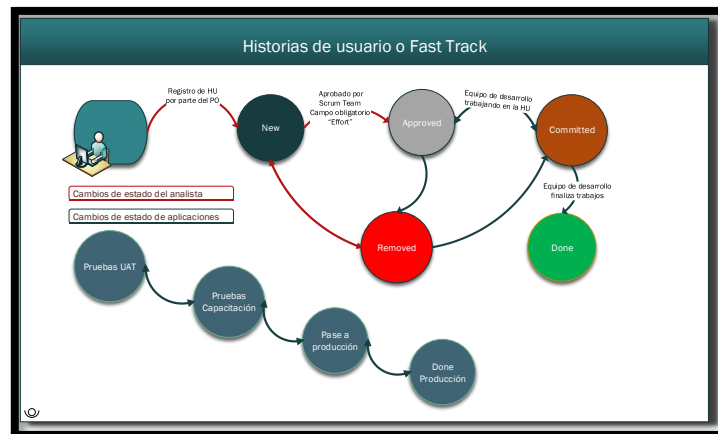 Historias de usuario o Fast Track
Registro de HU
por parte del PO
New
Aprobado por
Scrum Team
Campo obligatorio
"Effort"
Approved
Equipo de desarrollo
trabajando en la HU
Committed
Cambios de estado del analista
Cambios de estado de aplicaciones
Equipo de desarrollo
finaliza trabajos
Removed
Done
Pruebas UAT
Pruebas
Capacitación
Pase a
producción
Done
Producción